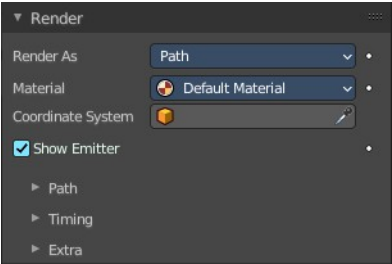 Render
Render As Path
Material Default Material
Coordinate System
Show Emitter
Path
Timing
Extra